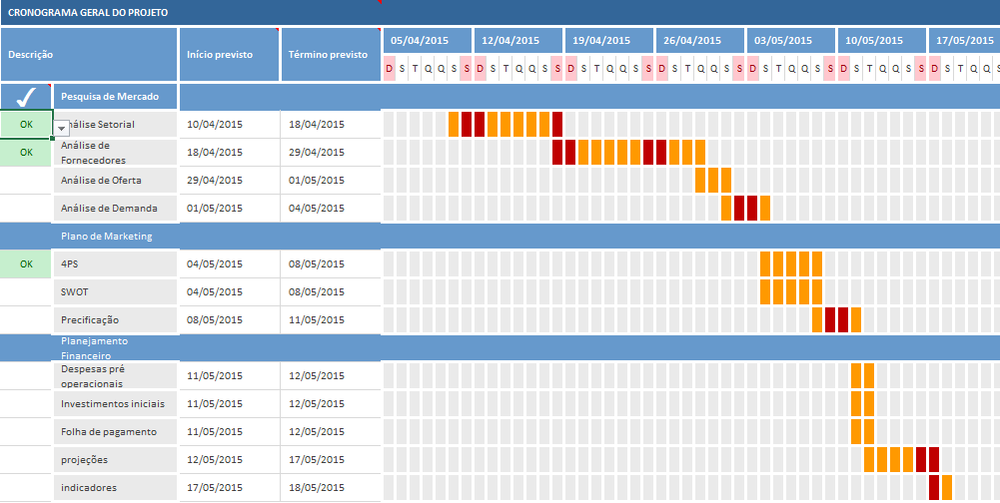 CRONOGRAMA GERAL DO PROJETO
Descrição Início previsto Término previsto 05/04/2015 12/04/2015 19/04/2015 26/04/2015 03/05/2015 10/05/2015 17/05/2015
D S T Q Q S S D S T Q Q S S D S T Q Q S S D S T Q Q S S D S T Q Q S S D S T Q Q S S D S T Q Q S
✓ Pesquisa de Mercado
OK nálise Setorial 10/04/2015 18/04/2015
OK Análise de
Fornecedores 18/04/2015 29/04/2015
Análise de Oferta 29/04/2015 01/05/2015
Análise de Demanda 01/05/2015 04/05/2015
Plano de Marketing
OK 4PS 04/05/2015 08/05/2015
SWOT 04/05/2015 08/05/2015
Precificação 08/05/2015 11/05/2015
Planejamento
Financeiro
Despesas pré
operacionais 11/05/2015 12/05/2015
Investimentos iniciais 11/05/2015 12/05/2015
Folha de pagamento 11/05/2015 12/05/2015
projeções 12/05/2015 17/05/2015
indicadores 17/05/2015 18/05/2015